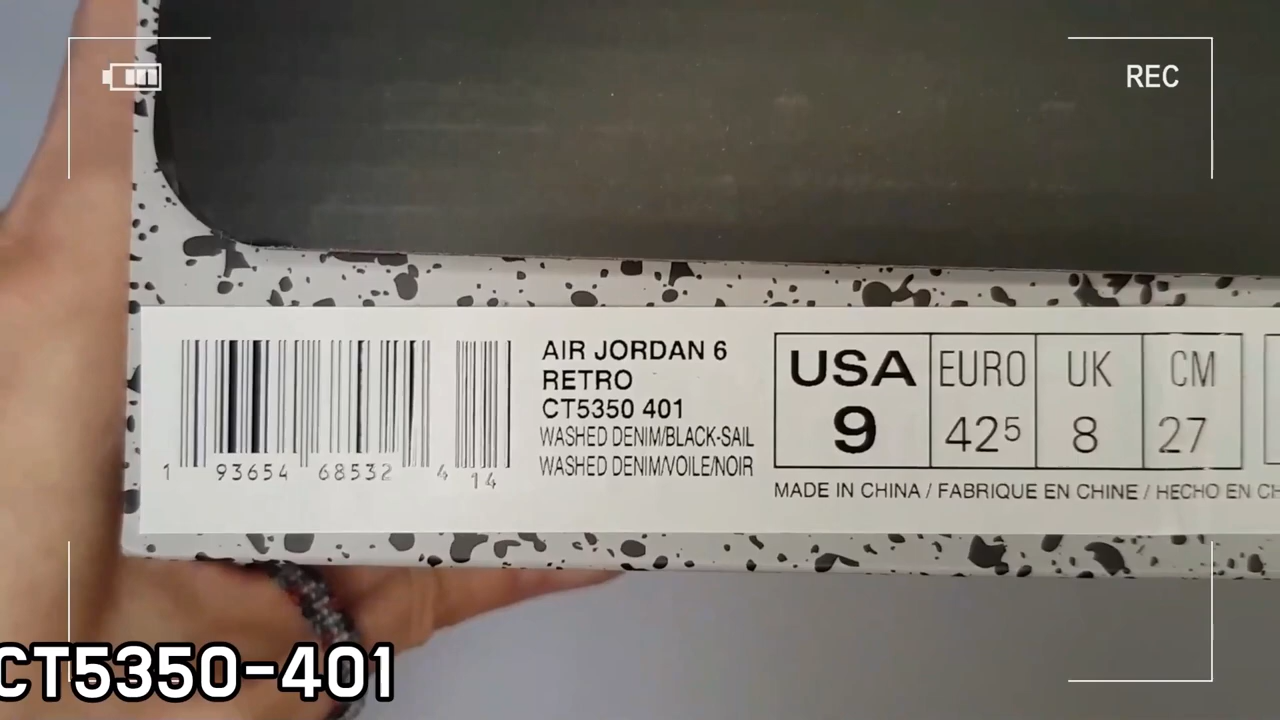 REC
AIR JORDAN 6
RETRO
CT5350 401
WASHED DENIM/BLACK-SAIL
WASHED DENIM/VOILE/NOIR
1 93654 68532 4 14
USA EURO UK CM
9 42⁵ 8 27
MADE IN CHINA / FABRIQUE EN CHINE / HECHO EN CH
CT5350-401